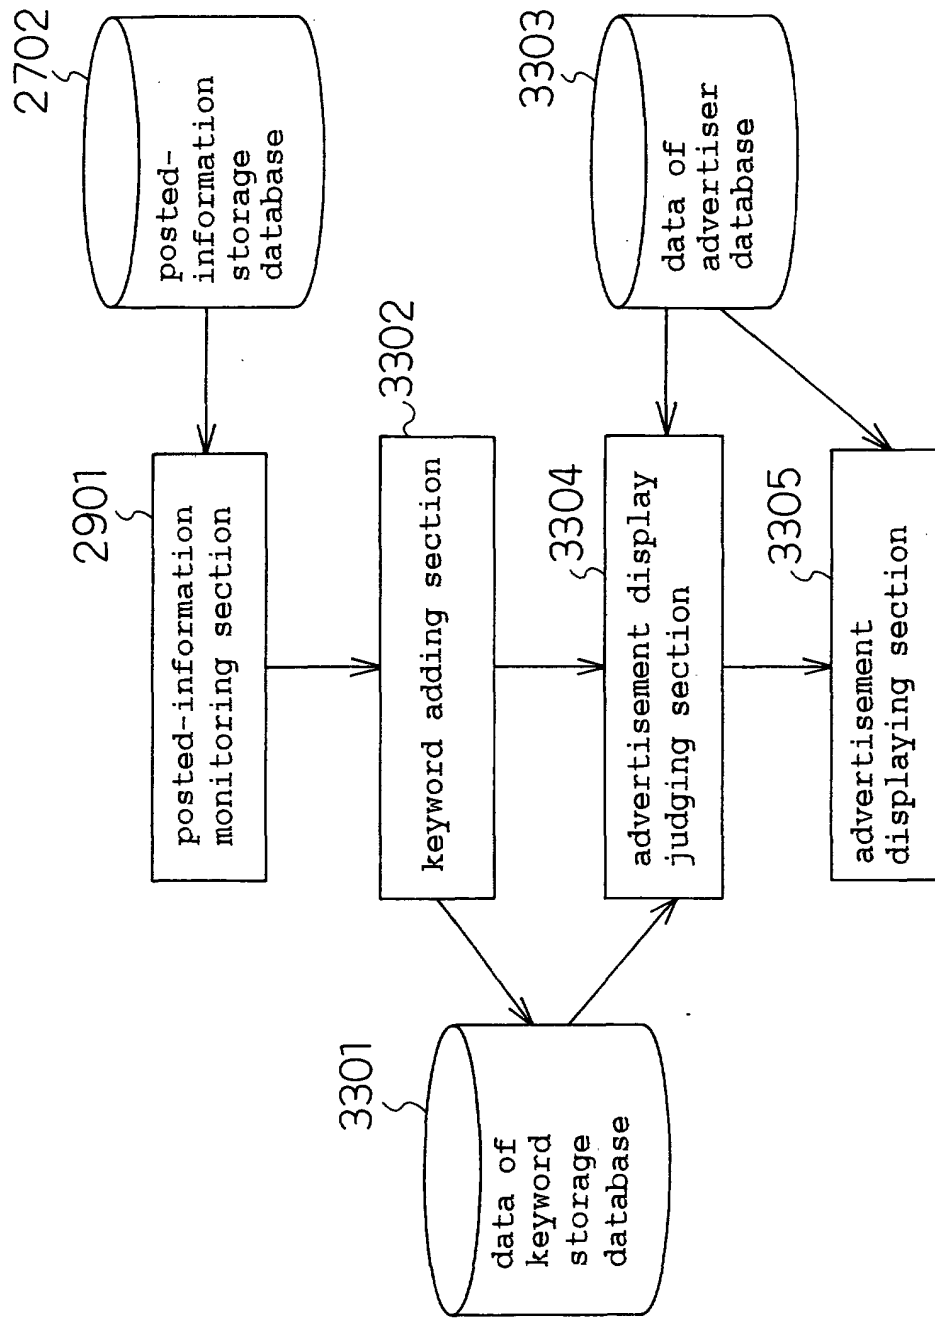 2702
posted-
information
storage
database
2901
posted-information
monitoring section
3302
keyword adding section
3301
data of
keyword
storage
database
3303
data of
advertiser
database
3304
advertisement display
judging section
3305
advertisement
displaying section